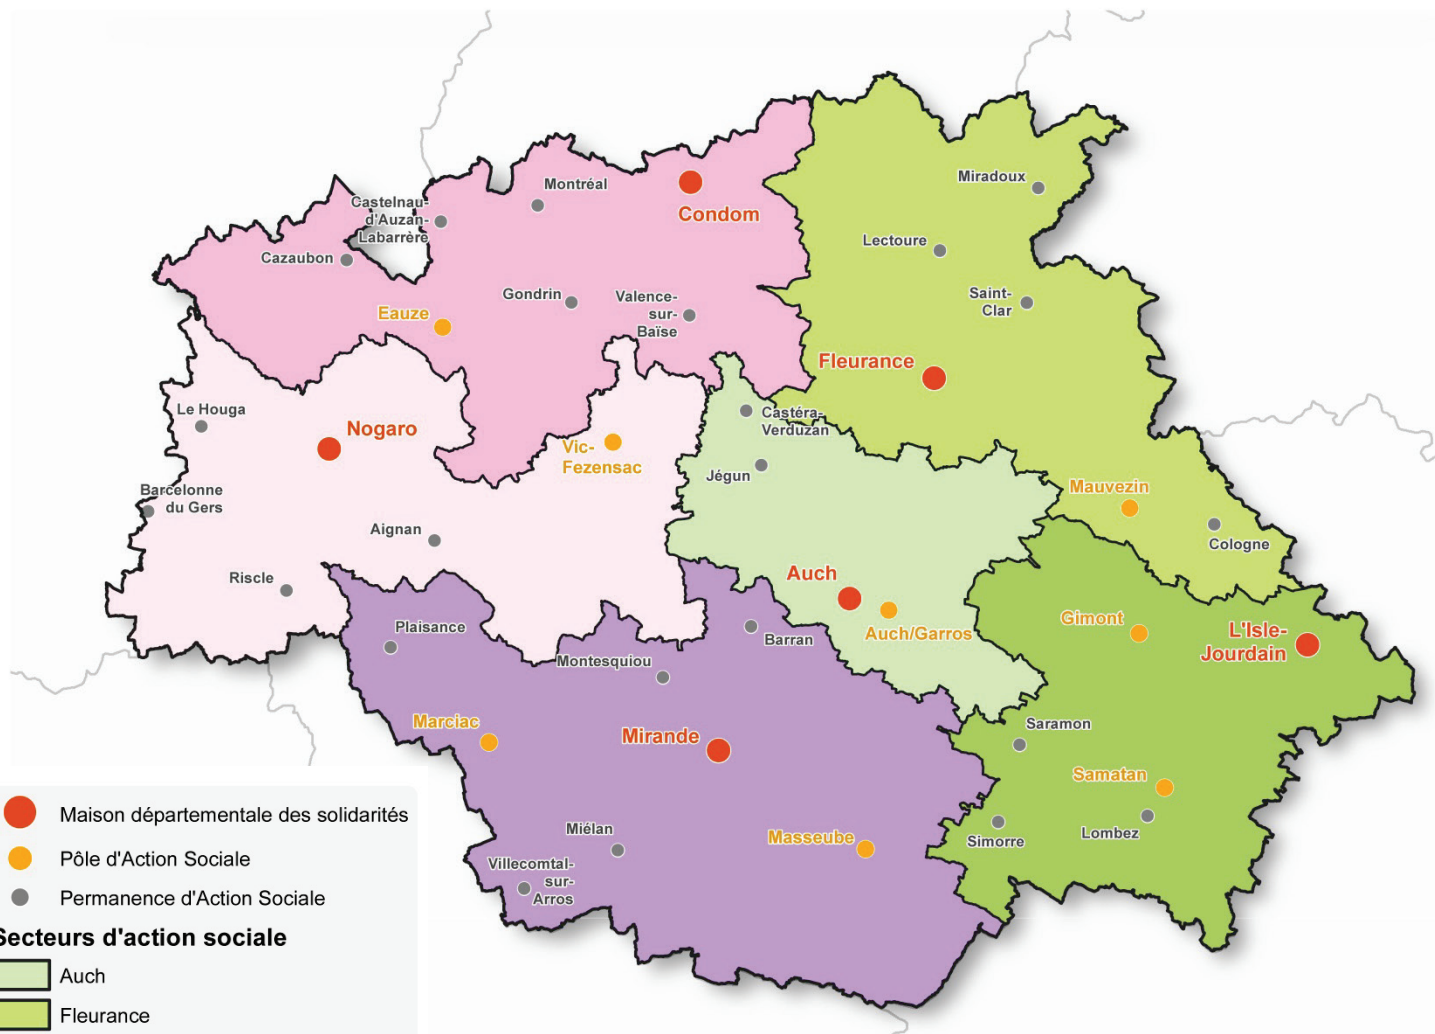 Miradoux
Montréal
Castelnau-
d'Auzan-
Labarrère
Condom
Lectoure
Cazaubon
Gondrin
Valence-
sur-
Baïse
Saint-
Clar
Eauze
Fleurance
Le Houga
Nogaro
Castéra-
Verduzan
Vic-
Fezensac
Jégun
Barcelonne
du Gers
Mauvezin
Aignan
Cologne
Riscle
Auch
Auch/Garros
Gimont
L'Isle-
Jourdain
Plaisance
Barran
Montesquiou
Marciac
Mirande
Saramon
Samatan
Miélan
Masseube
Simorre
Lombez
Villecomtal-
sur-
Arros
Maison départementale des solidarités
Pôle d'Action Sociale
Permanence d'Action Sociale
Secteurs d'action sociale
Auch
Fleurance